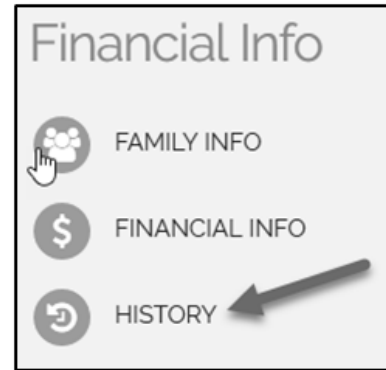 Financial Info
FAMILY INFO
$
FINANCIAL INFO
HISTORY